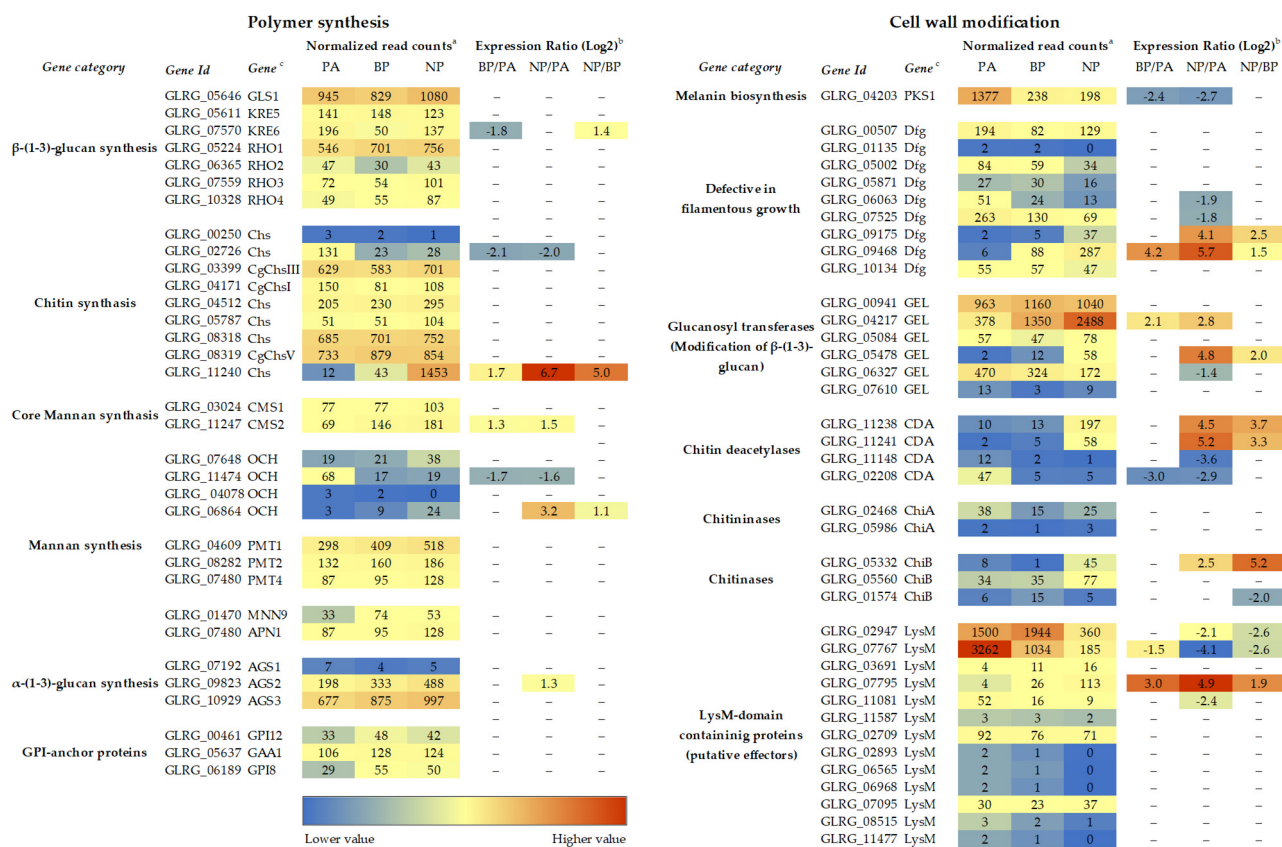 Polymer synthesis
Normalized read counts^a Expression Ratio (Log2)^b
Gene category Gene Id Gene ^c PA BP NP BP/PA NP/PA NP/BP
GLRG_05646 GLS1 945 829 1080 – – –
GLRG_05611 KRE5 141 148 123 – – –
GLRG_07570 KRE6 196 50 137 -1.8 – 1.4
β-(1-3)-glucan synthesis GLRG_05224 RHO1 546 701 756 – – –
GLRG_06365 RHO2 47 30 43 – – –
GLRG_07559 RHO3 72 54 101 – – –
GLRG_10328 RHO4 49 55 87 – – –
–
GLRG_00250 Chs 3 2 1 – – –
GLRG_02726 Chs 131 23 28 -2.1 -2.0 –
GLRG_03399 CgChsIII 629 583 701 – – –
GLRG_04171 CgChsI 150 81 108 – – –
Chitin synthasis GLRG_04512 Chs 205 230 295 – – –
GLRG_05787 Chs 51 51 104 – – –
GLRG_08318 Chs 685 701 752 – – –
GLRG_08319 CgChsV 733 879 854 – – –
GLRG_11240 Chs 12 43 1453 1.7 6.7 5.0
–
Core Mannan synthasis GLRG_03024 CMS1 77 77 103 – – –
GLRG_11247 CMS2 69 146 181 1.3 1.5 –
–
GLRG_07648 OCH 19 21 38 – – –
GLRG_11474 OCH 68 17 19 -1.7 -1.6 –
GLRG_ 04078 OCH 3 2 0 – – –
GLRG_06864 OCH 3 9 24 – 3.2 1.1
–
Mannan synthesis GLRG_04609 PMT1 298 409 518 – – –
GLRG_08282 PMT2 132 160 186 – – –
GLRG_07480 PMT4 87 95 128 – – –
–
GLRG_01470 MNN9 33 74 53 – – –
GLRG_07480 APN1 87 95 128 – – –
–
GLRG_07192 AGS1 7 4 5 – – –
α-(1-3)-glucan synthesis GLRG_09823 AGS2 198 333 488 – 1.3 –
GLRG_10929 AGS3 677 875 997 – – –
–
GLRG_00461 GPI12 33 48 42 – – –
GPI-anchor proteins GLRG_05637 GAA1 106 128 124 – – –
GLRG_06189 GPI8 29 55 50 – – –
Lower value Higher value
Cell wall modification
Normalized read counts^a Expression Ratio (Log2)^b
Gene category Gene Id Gene ^c PA BP NP BP/PA NP/PA NP/BP
Melanin biosynthesis GLRG_04203 PKS1 1377 238 198 -2.4 -2.7 –
–
GLRG_00507 Dfg 194 82 129 – – –
GLRG_01135 Dfg 2 2 0 – – –
GLRG_05002 Dfg 84 59 34 – – –
Defective in GLRG_05871 Dfg 27 30 16 – – –
filamentous growth GLRG_06063 Dfg 51 24 13 – -1.9 –
GLRG_07525 Dfg 263 130 69 – -1.8 –
GLRG_09175 Dfg 2 5 37 – 4.1 2.5
GLRG_09468 Dfg 6 88 287 4.2 5.7 1.5
GLRG_10134 Dfg 55 57 47 – – –
–
GLRG_00941 GEL 963 1160 1040 – – –
Glucanosyl transferases GLRG_04217 GEL 378 1350 2488 2.1 2.8 –
(Modification of β-(1-3)- GLRG_05084 GEL 57 47 78 – – –
glucan) GLRG_05478 GEL 2 12 58 – 4.8 2.0
GLRG_06327 GEL 470 324 172 – -1.4 –
GLRG_07610 GEL 13 3 9 – – –
–
GLRG_11238 CDA 10 13 197 – 4.5 3.7
Chitin deacetylases GLRG_11241 CDA 2 5 58 – 5.2 3.3
GLRG_11148 CDA 12 2 1 – -3.6 –
GLRG_02208 CDA 47 5 5 -3.0 -2.9 –
–
Chitininases GLRG_02468 ChiA 38 15 25 – – –
GLRG_05986 ChiA 2 1 3 – – –
–
GLRG_05332 ChiB 8 1 45 – 2.5 5.2
Chitinases GLRG_05560 ChiB 34 35 77 – – –
GLRG_01574 ChiB 6 15 5 – – -2.0
–
GLRG_02947 LysM 1500 1944 360 – -2.1 -2.6
GLRG_07767 LysM 3262 1034 185 -1.5 -4.1 -2.6
GLRG_03691 LysM 4 11 16 – – –
GLRG_07795 LysM 4 26 113 3.0 4.9 1.9
GLRG_11081 LysM 52 16 9 – -2.4 –
LysM-domain GLRG_11587 LysM 3 3 2 – – –
containinig proteins GLRG_02709 LysM 92 76 71 – – –
(putative effectors) GLRG_02893 LysM 2 1 0 – – –
GLRG_06565 LysM 2 1 0 – – –
GLRG_06968 LysM 2 1 0 – – –
GLRG_07095 LysM 30 23 37 – – –
GLRG_08515 LysM 3 2 1 – – –
GLRG_11477 LysM 2 1 0 – – –